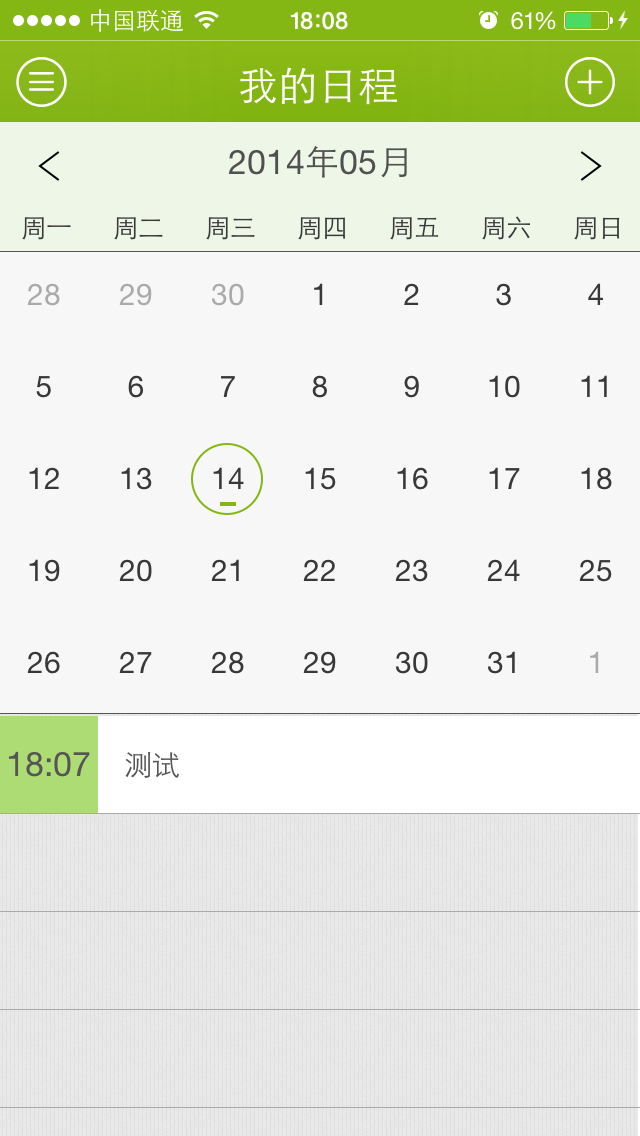 中国联通 18:08 61%
我的日程
2014年05月
周一 周二 周三 周四 周五 周六 周日
28 29 30 1 2 3 4
5 6 7 8 9 10 11
12 13 14 15 16 17 18
19 20 21 22 23 24 25
26 27 28 29 30 31 1
18:07 测试